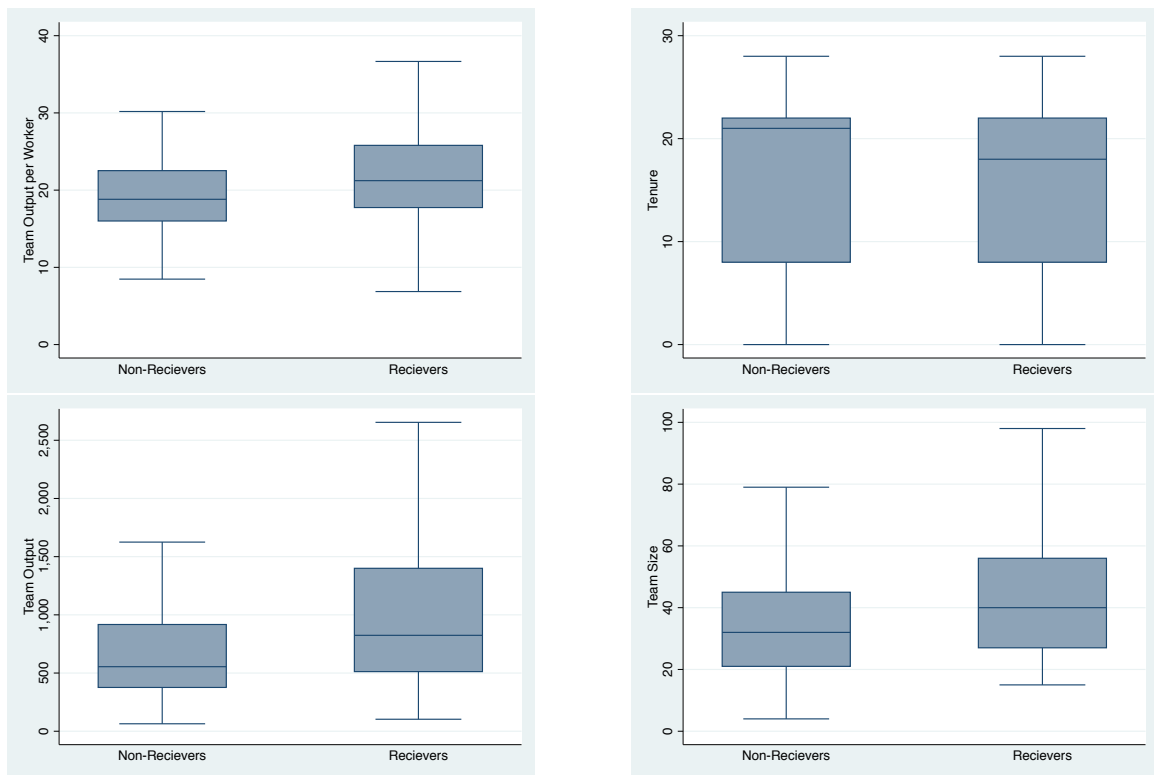 Team Output per Worker
40
30
20
10
0
Non-Recievers
Recievers
Tenure
30
20
10
0
Non-Recievers
Recievers
Team Output
2,500
2,000
1,500
1,000
500
0
Non-Recievers
Recievers
Team Size
100
80
60
40
20
0
Non-Recievers
Recievers